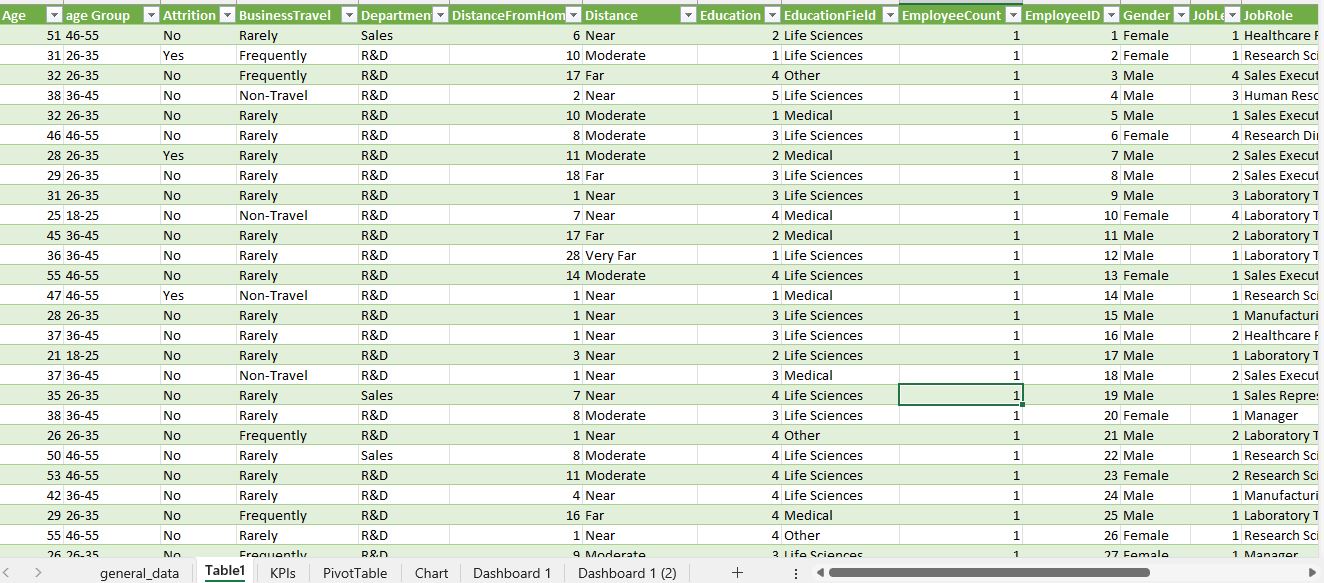 Age age Group Attrition BusinessTravel Departmen DistanceFromHom Distance Education EducationField EmployeeCount EmployeeID Gender JobLe JobRole
51 46-55 No Rarely Sales 6 Near 2 Life Sciences 1 1 Female 1 Healthcare R
31 26-35 Yes Frequently R&D 10 Moderate 1 Life Sciences 1 2 Female 1 Research Sci
32 26-35 No Frequently R&D 17 Far 4 Other 1 3 Male 4 Sales Execut
38 36-45 No Non-Travel R&D 2 Near 5 Life Sciences 1 4 Male 3 Human Reso
32 26-35 No Rarely R&D 10 Moderate 1 Medical 1 5 Male 1 Sales Execut
46 46-55 No Rarely R&D 8 Moderate 3 Life Sciences 1 6 Female 4 Research Dir
28 26-35 Yes Rarely R&D 11 Moderate 2 Medical 1 7 Male 2 Sales Execut
29 26-35 No Rarely R&D 18 Far 3 Life Sciences 1 8 Male 2 Sales Execut
31 26-35 No Rarely R&D 1 Near 3 Life Sciences 1 9 Male 3 Laboratory T
25 18-25 No Non-Travel R&D 7 Near 4 Medical 1 10 Female 4 Laboratory T
45 36-45 No Rarely R&D 17 Far 2 Medical 1 11 Male 2 Laboratory T
36 36-45 No Rarely R&D 28 Very Far 1 Life Sciences 1 12 Male 1 Laboratory T
55 46-55 No Rarely R&D 14 Moderate 4 Life Sciences 1 13 Female 1 Sales Execut
47 46-55 Yes Non-Travel R&D 1 Near 1 Medical 1 14 Male 1 Research Sci
28 26-35 No Rarely R&D 1 Near 3 Life Sciences 1 15 Male 1 Manufacturi
37 36-45 No Rarely R&D 1 Near 3 Life Sciences 1 16 Male 2 Healthcare R
21 18-25 No Rarely R&D 3 Near 2 Life Sciences 1 17 Male 1 Laboratory T
37 36-45 No Non-Travel R&D 1 Near 3 Medical 1 18 Male 2 Sales Execut
35 26-35 No Rarely Sales 7 Near 4 Life Sciences 1 19 Male 1 Sales Repres
38 36-45 No Rarely R&D 8 Moderate 3 Life Sciences 1 20 Female 1 Manager
26 26-35 No Frequently R&D 1 Near 4 Other 1 21 Male 2 Laboratory T
50 46-55 No Rarely Sales 8 Moderate 4 Life Sciences 1 22 Male 1 Research Sci
53 46-55 No Rarely R&D 11 Moderate 4 Life Sciences 1 23 Female 2 Research Sci
42 36-45 No Rarely R&D 4 Near 4 Life Sciences 1 24 Male 1 Manufacturi
29 26-35 No Frequently R&D 16 Far 4 Medical 1 25 Male 1 Laboratory T
55 46-55 No Rarely R&D 1 Near 4 Other 1 26 Female 1 Research Sci
26 26-35 No Frequently R&D 9 Moderate 3 Life Sciences 1 27 Female 1 Manager
general_data Table1 KPIs PivotTable Chart Dashboard 1 Dashboard 1 (2)